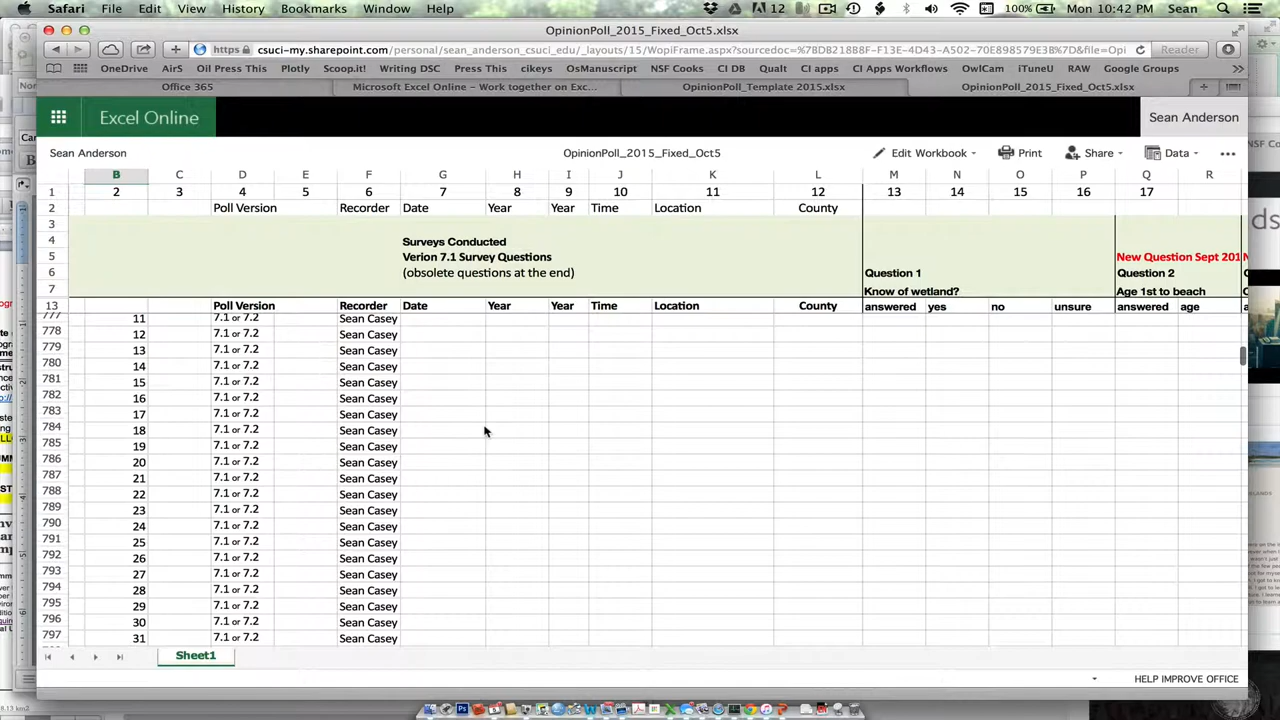 Safari File Edit View History Bookmarks Window Help 12 100% Mon 10:42 PM Sean
OpinionPoll_2015_Fixed_Oct5.xlsx
https csuci-my.sharepoint.com/personal/sean_anderson_csuci_edu/_layouts/15/WopiFrame.aspx?sourcedoc=%7BDB218B8F-F13E-4D43-A502-70E898579E3B%7D&file=Opi Reader
OneDrive AirS Oil Press This Plotly Scoop.it! Writing DSC Press This cikeys OsManuscript NSF Cooks CI DB Qualt CI apps CI Apps Workflows OwlCam iTuneU RAW Google Groups
Office 365 Microsoft Excel Online – Work together on Exc... OpinionPoll_Template 2015.xlsx OpinionPoll_2015_Fixed_Oct5.xlsx
Excel Online Sean Anderson
Sean Anderson OpinionPoll_2015_Fixed_Oct5 Edit Workbook Print Share Data
B C D E F G H I J K L M N O P Q R
1 2 3 4 5 6 7 8 9 10 11 12 13 14 15 16 17
2 Poll Version Recorder Date Year Year Time Location County
3
4 Surveys Conducted
5 Verion 7.1 Survey Questions New Question Sept 201
6 (obsolete questions at the end) Question 1 Question 2
7 Know of wetland? Age 1st to beach
13 Poll Version Recorder Date Year Year Time Location County answered yes no unsure answered age
777 11 7.1 or 7.2 Sean Casey
778 12 7.1 or 7.2 Sean Casey
779 13 7.1 or 7.2 Sean Casey
780 14 7.1 or 7.2 Sean Casey
781 15 7.1 or 7.2 Sean Casey
782 16 7.1 or 7.2 Sean Casey
783 17 7.1 or 7.2 Sean Casey
784 18 7.1 or 7.2 Sean Casey
785 19 7.1 or 7.2 Sean Casey
786 20 7.1 or 7.2 Sean Casey
787 21 7.1 or 7.2 Sean Casey
788 22 7.1 or 7.2 Sean Casey
789 23 7.1 or 7.2 Sean Casey
790 24 7.1 or 7.2 Sean Casey
791 25 7.1 or 7.2 Sean Casey
792 26 7.1 or 7.2 Sean Casey
793 27 7.1 or 7.2 Sean Casey
794 28 7.1 or 7.2 Sean Casey
795 29 7.1 or 7.2 Sean Casey
796 30 7.1 or 7.2 Sean Casey
797 31 7.1 or 7.2 Sean Casey
Sheet1
HELP IMPROVE OFFICE